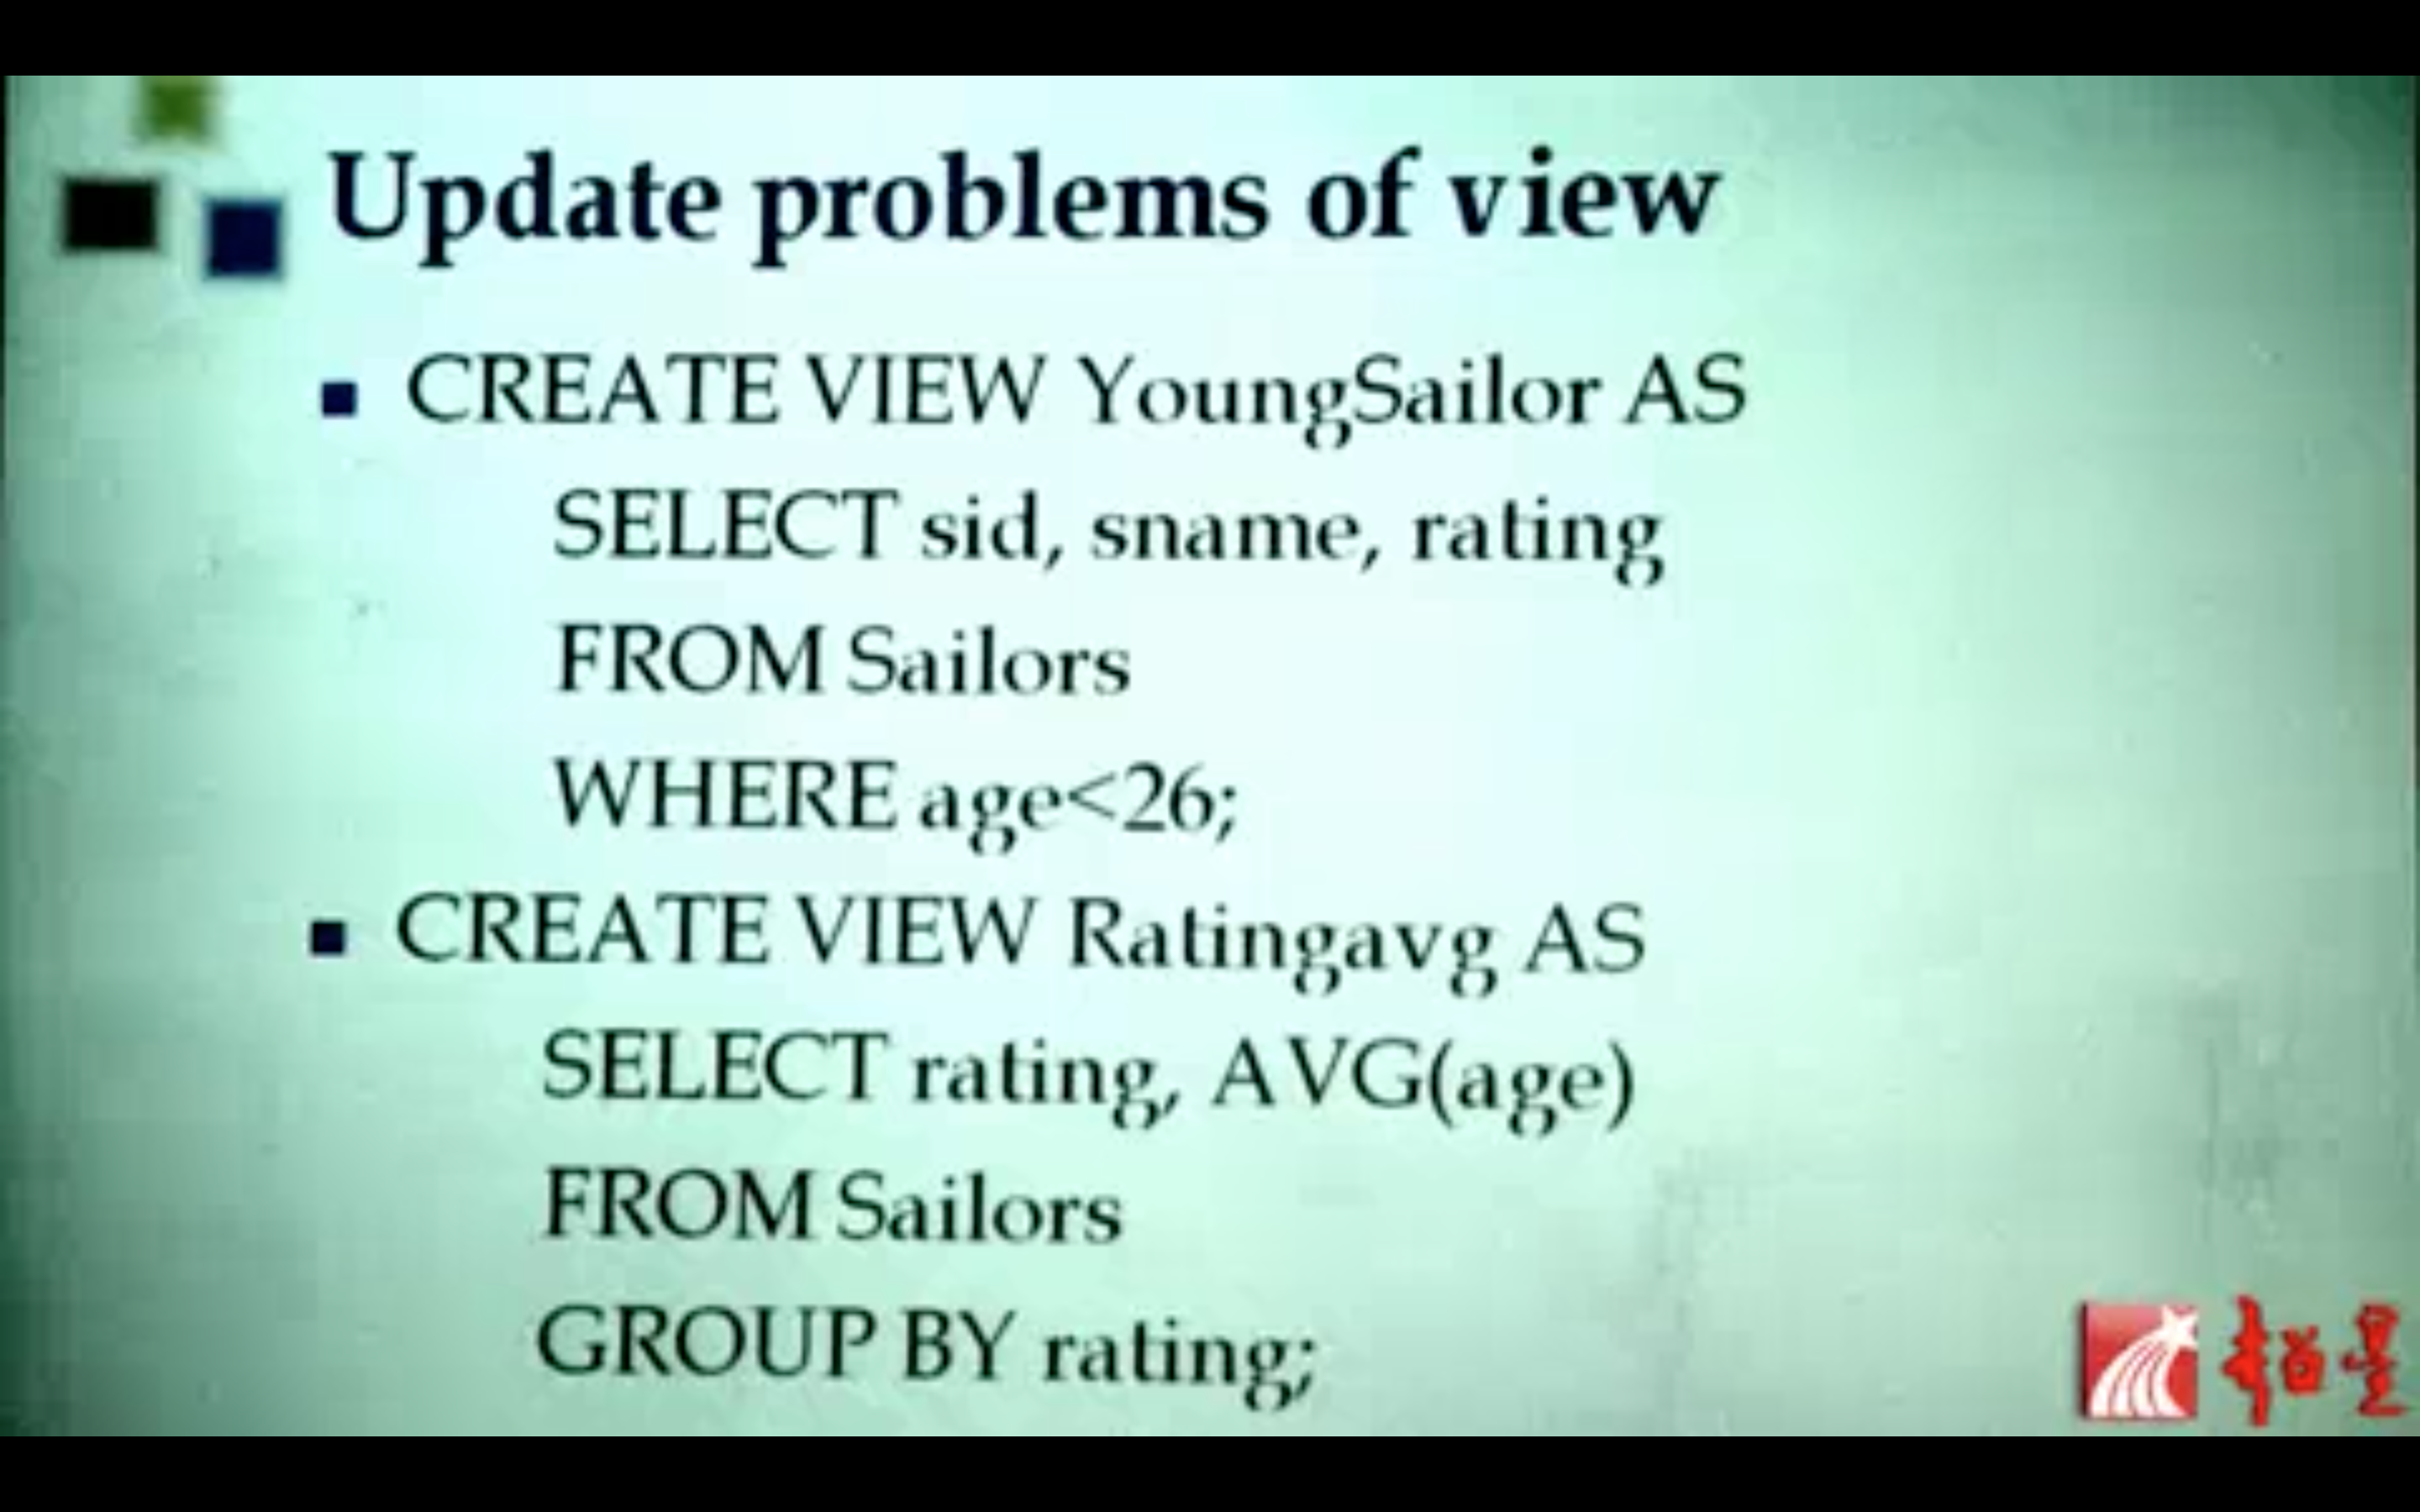 Update problems of view
CREATE VIEW YoungSailor AS
SELECT sid, sname, rating
FROM Sailors
WHERE age<26;
CREATE VIEW Ratingavg AS
SELECT rating, AVG(age)
FROM Sailors
GROUP BY rating;
超星